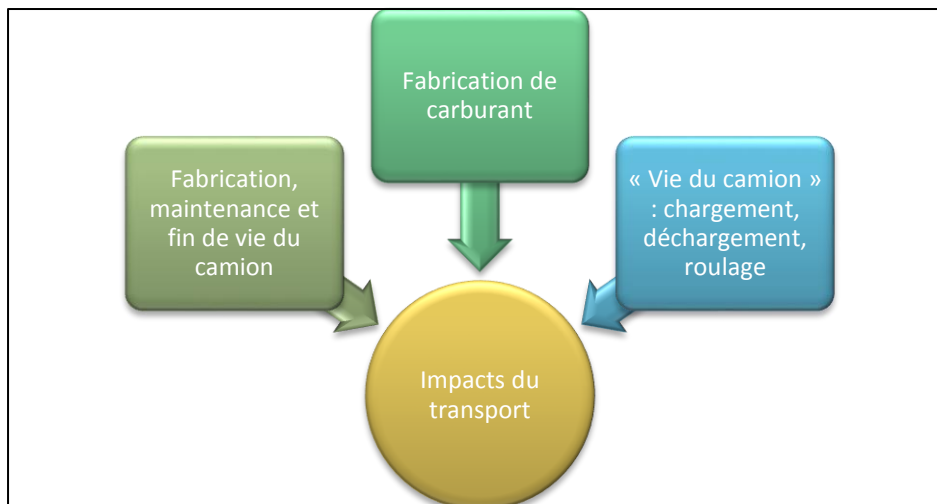 Fabrication de
carburant
Fabrication,
maintenance et
fin de vie du
camion
« Vie du camion »
: chargement,
déchargement,
roulage
Impacts du
transport